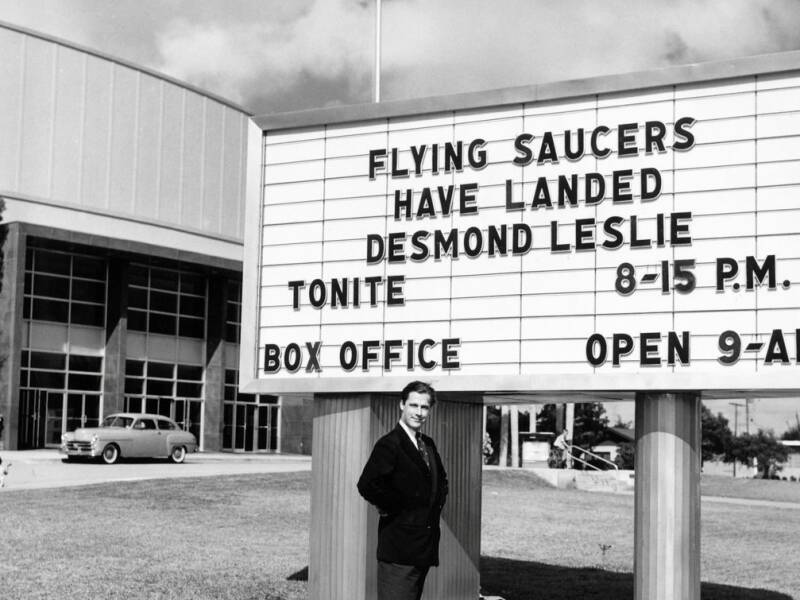 FLYING SAUCERS
HAVE LANDED
DESMOND LESLIE
TONITE 8-15 P.M.
BOX OFFICE OPEN 9-A